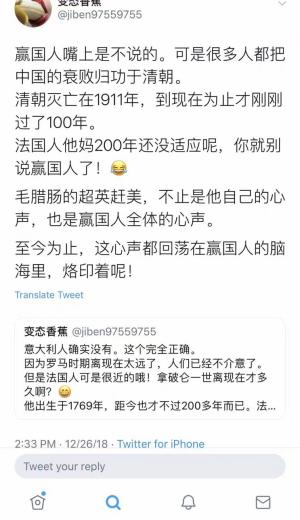 变态香蕉
@jiben97559755
赢国人嘴上是不说的。可是很多人都把
中国的衰败归功于清朝。
清朝灭亡在1911年，到现在为止才刚刚
过了100年。
法国人他妈200年还没适应呢，你就别
说赢国人了！😂
毛腊肠的超英赶美，不止是他自己的心
声，也是赢国人全体的心声。
至今为止，这心声都回荡在赢国人的脑
海里，烙印着呢！
Translate Tweet
变态香蕉 @jiben97559755
意大利人确实没有。这个完全正确。
因为罗马时期离现在太远了，人们已经不介意了。
但是法国人可是很近的哦！拿破仑一世离现在才多
久啊？😄
他出生于1769年，距今也才不过200多年而已。法...
2:33 PM · 12/26/18 · Twitter for iPhone
Tweet your reply